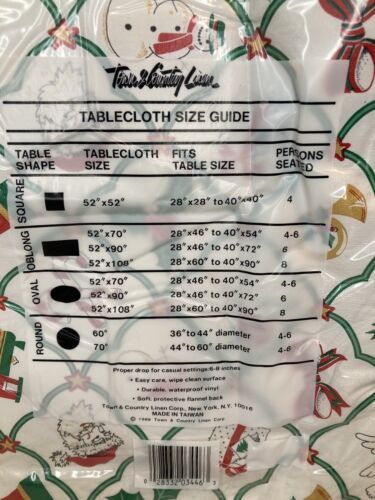 Town & Country Linen
TABLECLOTH SIZE GUIDE
TABLE SHAPE TABLECLOTH SIZE FITS TABLE SIZE PERSONS SEATED
SQUARE 52"x52" 28"x28" to 40"x40" 4
OBLONG 52"x70" 28"x46" to 40"x54" 4-6
52"x90" 28"x46" to 40"x72" 6
52"x108" 28"x60" to 40"x90" 8
OVAL 52"x70" 28"x46" to 40"x54" 4-6
52"x90" 28"x46" to 40"x72" 6
52"x108" 28"x60" to 40"x90" 8
ROUND 60" 36" to 44" diameter 4-6
70" 44" to 60" diameter 4-6
Proper drop for casual settings: 6-8 inches
• Easy care, wipe clean surface
• Durable, waterproof vinyl
• Soft, protective flannel back
Town & Country Linen Corp., New York, N.Y. 10016
MADE IN TAIWAN
© 1989 Town & Country Linen Corp.
0 28332 03446 3